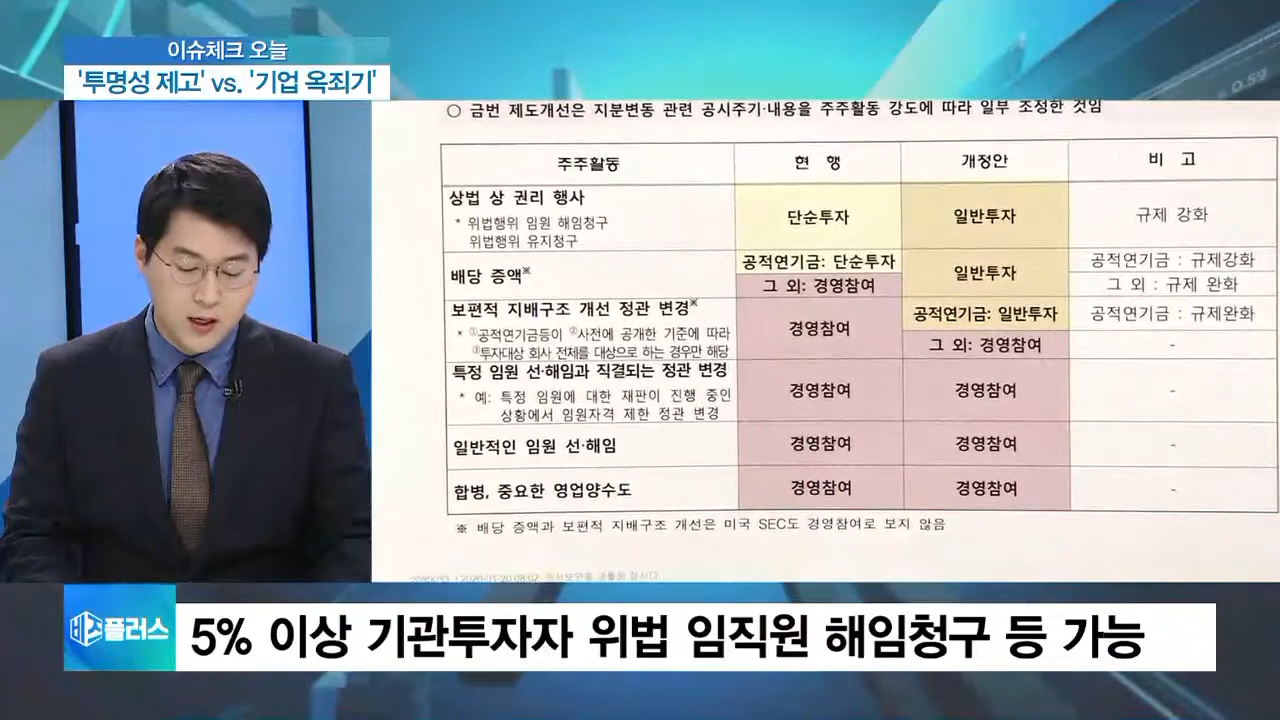 이슈체크 오늘
'투명성 제고' vs. '기업 옥죄기'
0.59
○ 금번 제도개선은 지분변동 관련 공시주기·내용을 주주활동 강도에 따라 일부 조정한 것임
주주활동 현 행 개정안 비 고
상법 상 권리 행사
* 위법행위 임원 해임청구
위법행위 유지청구
단순투자 일반투자 규제 강화
배당 증액※
공적연기금: 단순투자
그 외: 경영참여
일반투자
공적연기금 : 규제강화
그 외 : 규제 완화
보편적 지배구조 개선 정관 변경※
* ①공적연기금등이 ②사전에 공개한 기준에 따라
③투자대상 회사 전체를 대상으로 하는 경우만 해당
경영참여
공적연기금: 일반투자
그 외: 경영참여
공적연기금 : 규제완화
-
특정 임원 선·해임과 직결되는 정관 변경
* 예: 특정 임원에 대한 재판이 진행 중인
상황에서 임원자격 제한 정관 변경
경영참여 경영참여 -
일반적인 임원 선·해임 경영참여 경영참여 -
합병, 중요한 영업양수도 경영참여 경영참여 -
※ 배당 증액과 보편적 지배구조 개선은 미국 SEC도 경영참여로 보지 않음
비즈플러스
5% 이상 기관투자자 위법 임직원 해임청구 등 가능